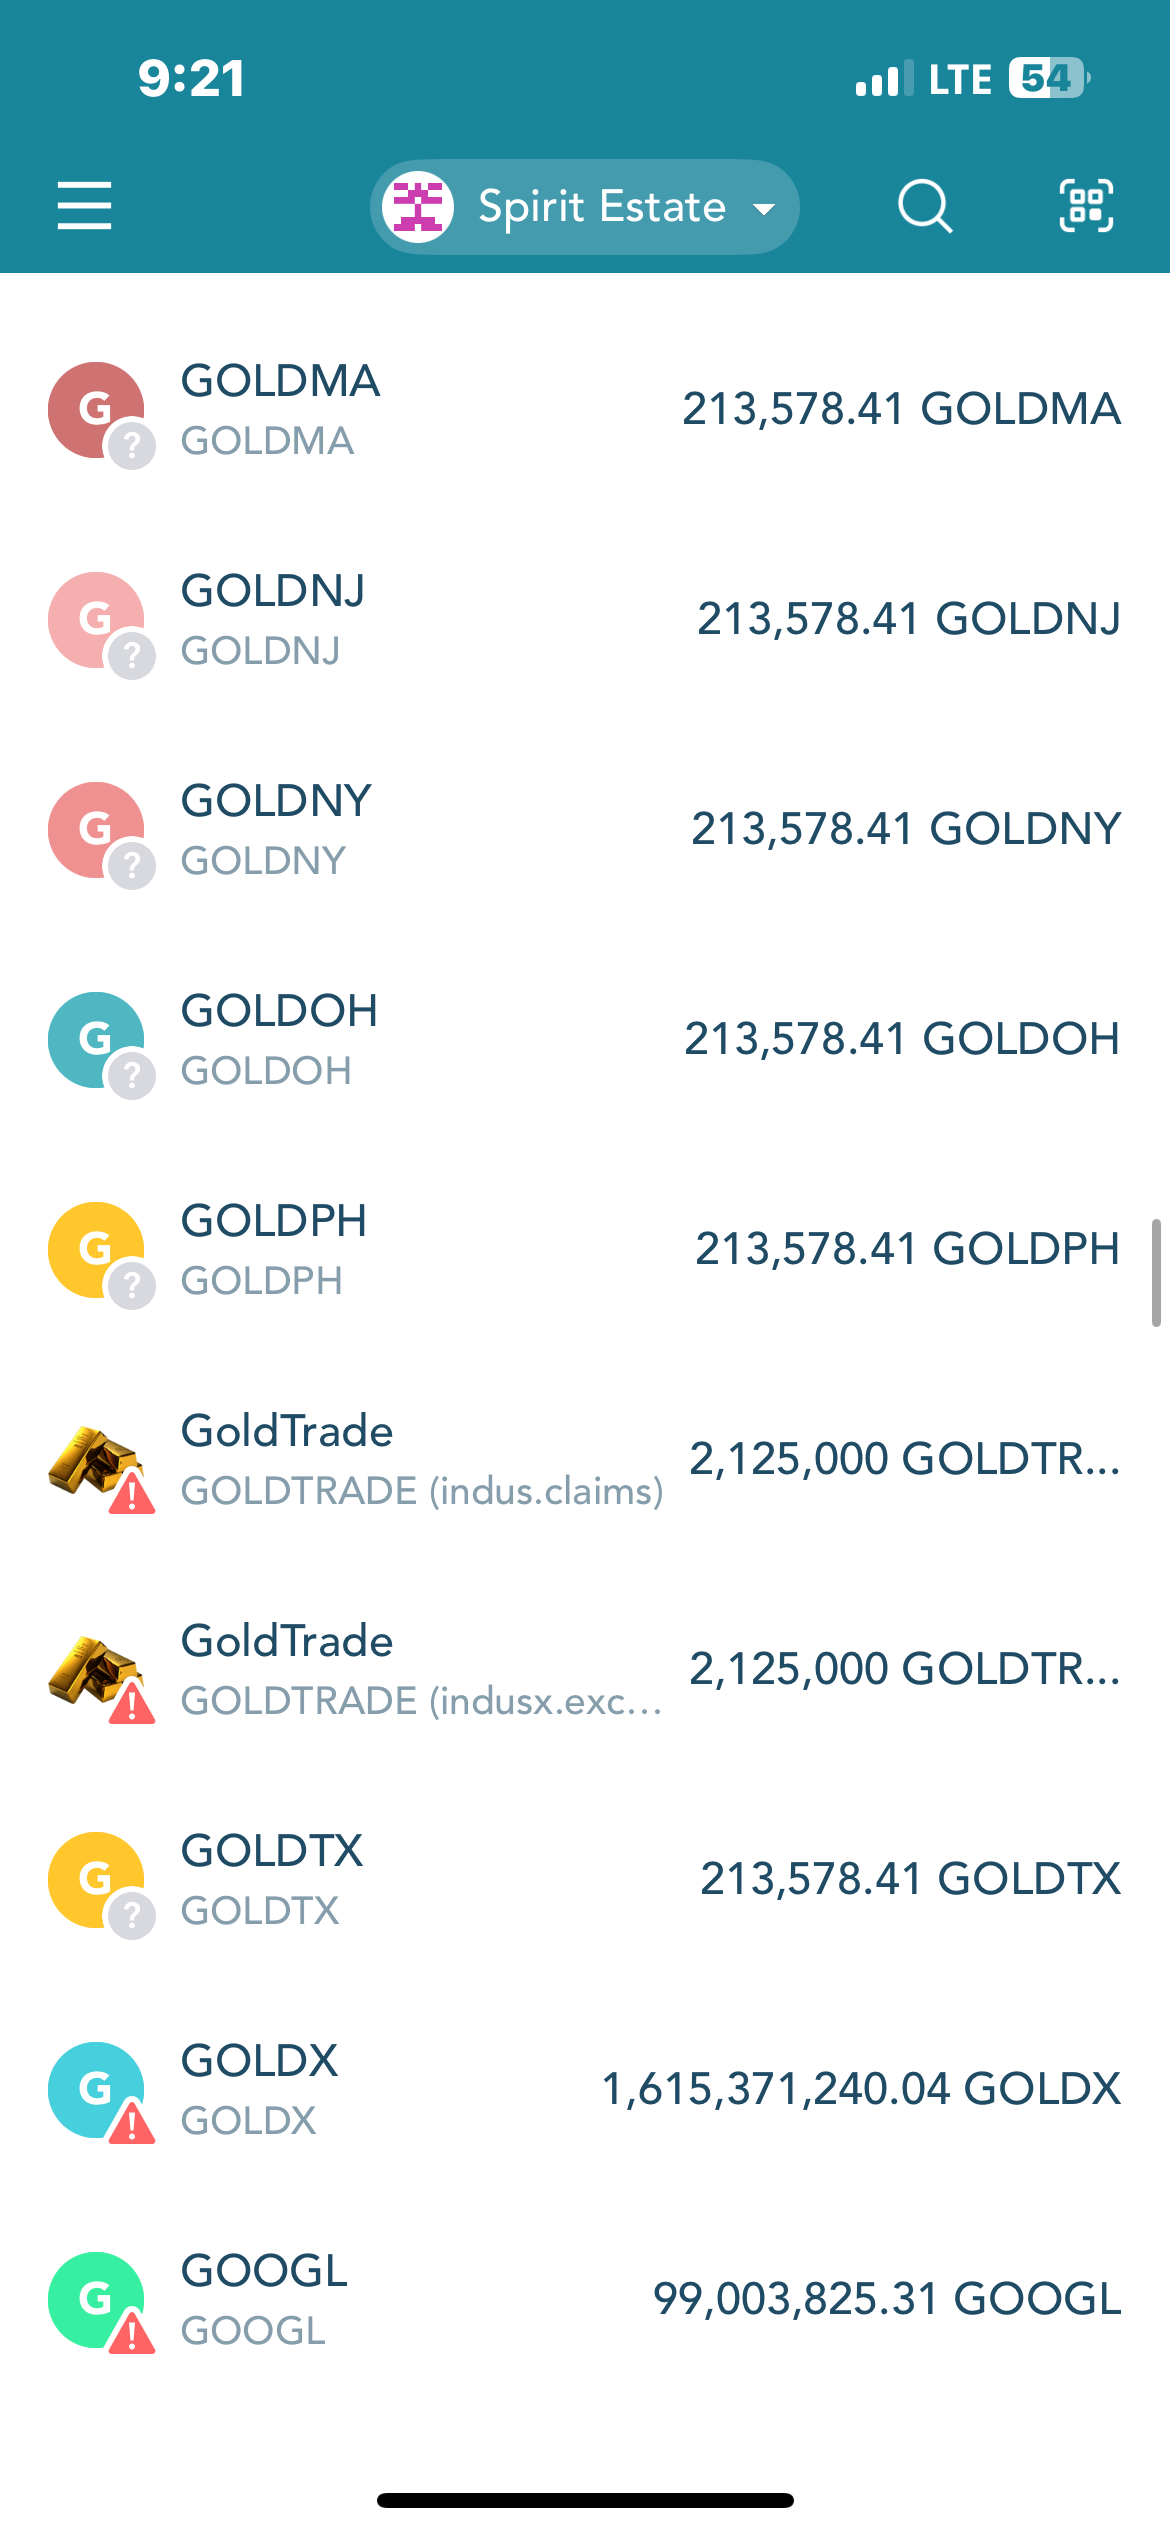 9:21
LTE 54
Spirit Estate
G
?
GOLDMA
GOLDMA
213,578.41 GOLDMA
G
?
GOLDNJ
GOLDNJ
213,578.41 GOLDNJ
G
?
GOLDNY
GOLDNY
213,578.41 GOLDNY
G
?
GOLDOH
GOLDOH
213,578.41 GOLDOH
G
?
GOLDPH
GOLDPH
213,578.41 GOLDPH
!
GoldTrade
GOLDTRADE (indus.claims)
2,125,000 GOLDTR...
!
GoldTrade
GOLDTRADE (indusx.exc...
2,125,000 GOLDTR...
G
?
GOLDTX
GOLDTX
213,578.41 GOLDTX
G
!
GOLDX
GOLDX
1,615,371,240.04 GOLDX
G
!
GOOGL
GOOGL
99,003,825.31 GOOGL